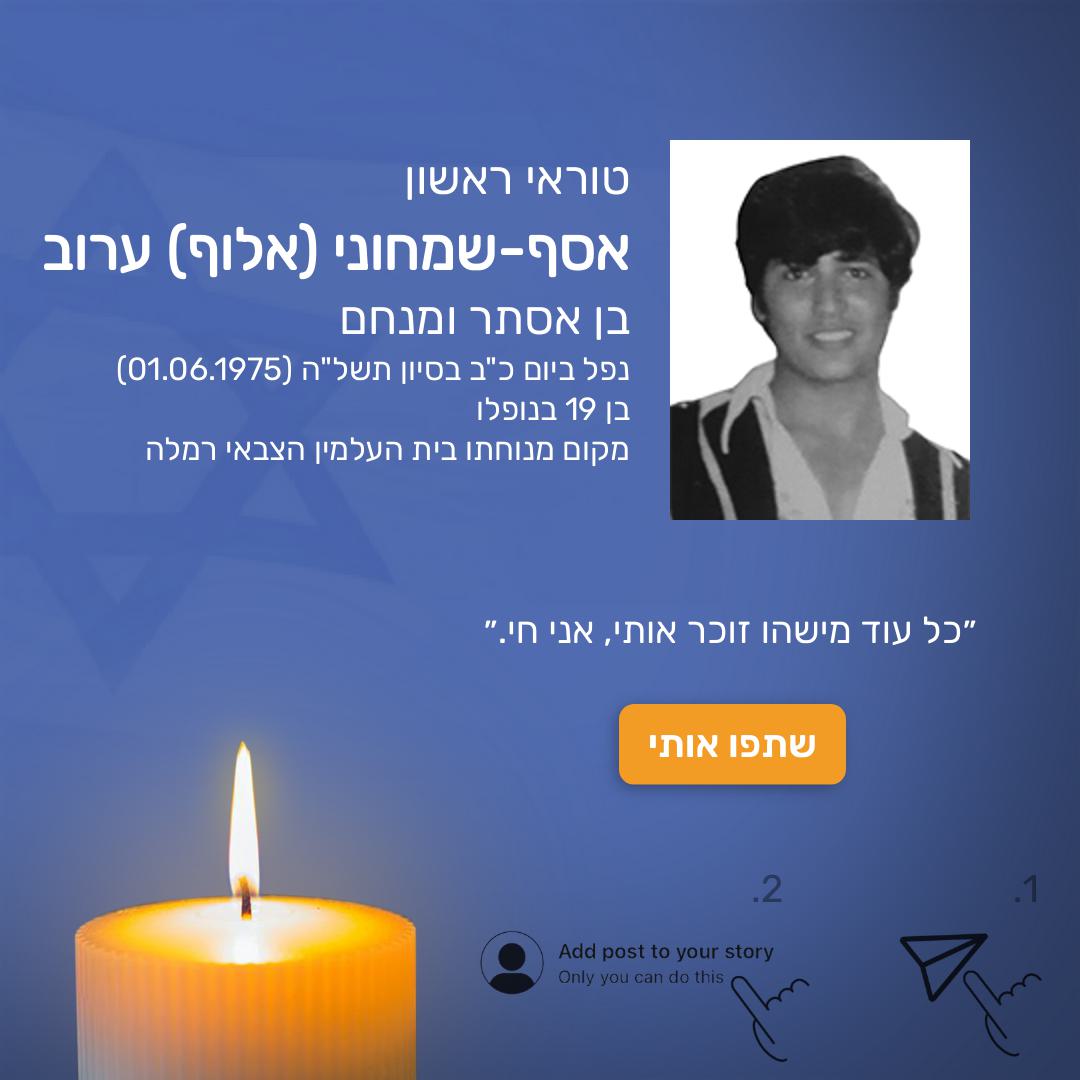 טוראי ראשון
אסף-שמחוני (אלוף) ערוב
בן אסתר ומנחם
נפל ביום כ"ב בסיון תשל"ה (01.06.1975)
בן 19 בנופלו
מקום מנוחתו בית העלמין הצבאי רמלה
״כל עוד מישהו זוכר אותי, אני חי.״
שתפו אותי
.1
.2
Add post to your story
Only you can do this